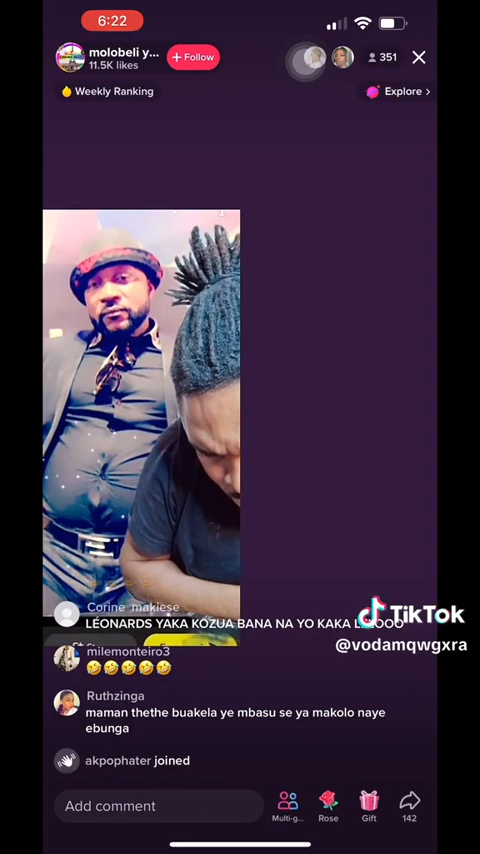 6:22
molobeli y...
11.5K likes
+ Follow
351
Weekly Ranking
Explore >
Corine makiese
LÉONARDS YAKA KOZUA BANA NA YO KAKA
TikTok
@vodamqwgxra
milemonteiro3
🤣🤣🤣🤣🤣
Ruthzinga
maman thethe buakela ye mbasu se ya makolo naye
ebunga
akpophater joined
Add comment
Multi-g...
Rose
Gift
142